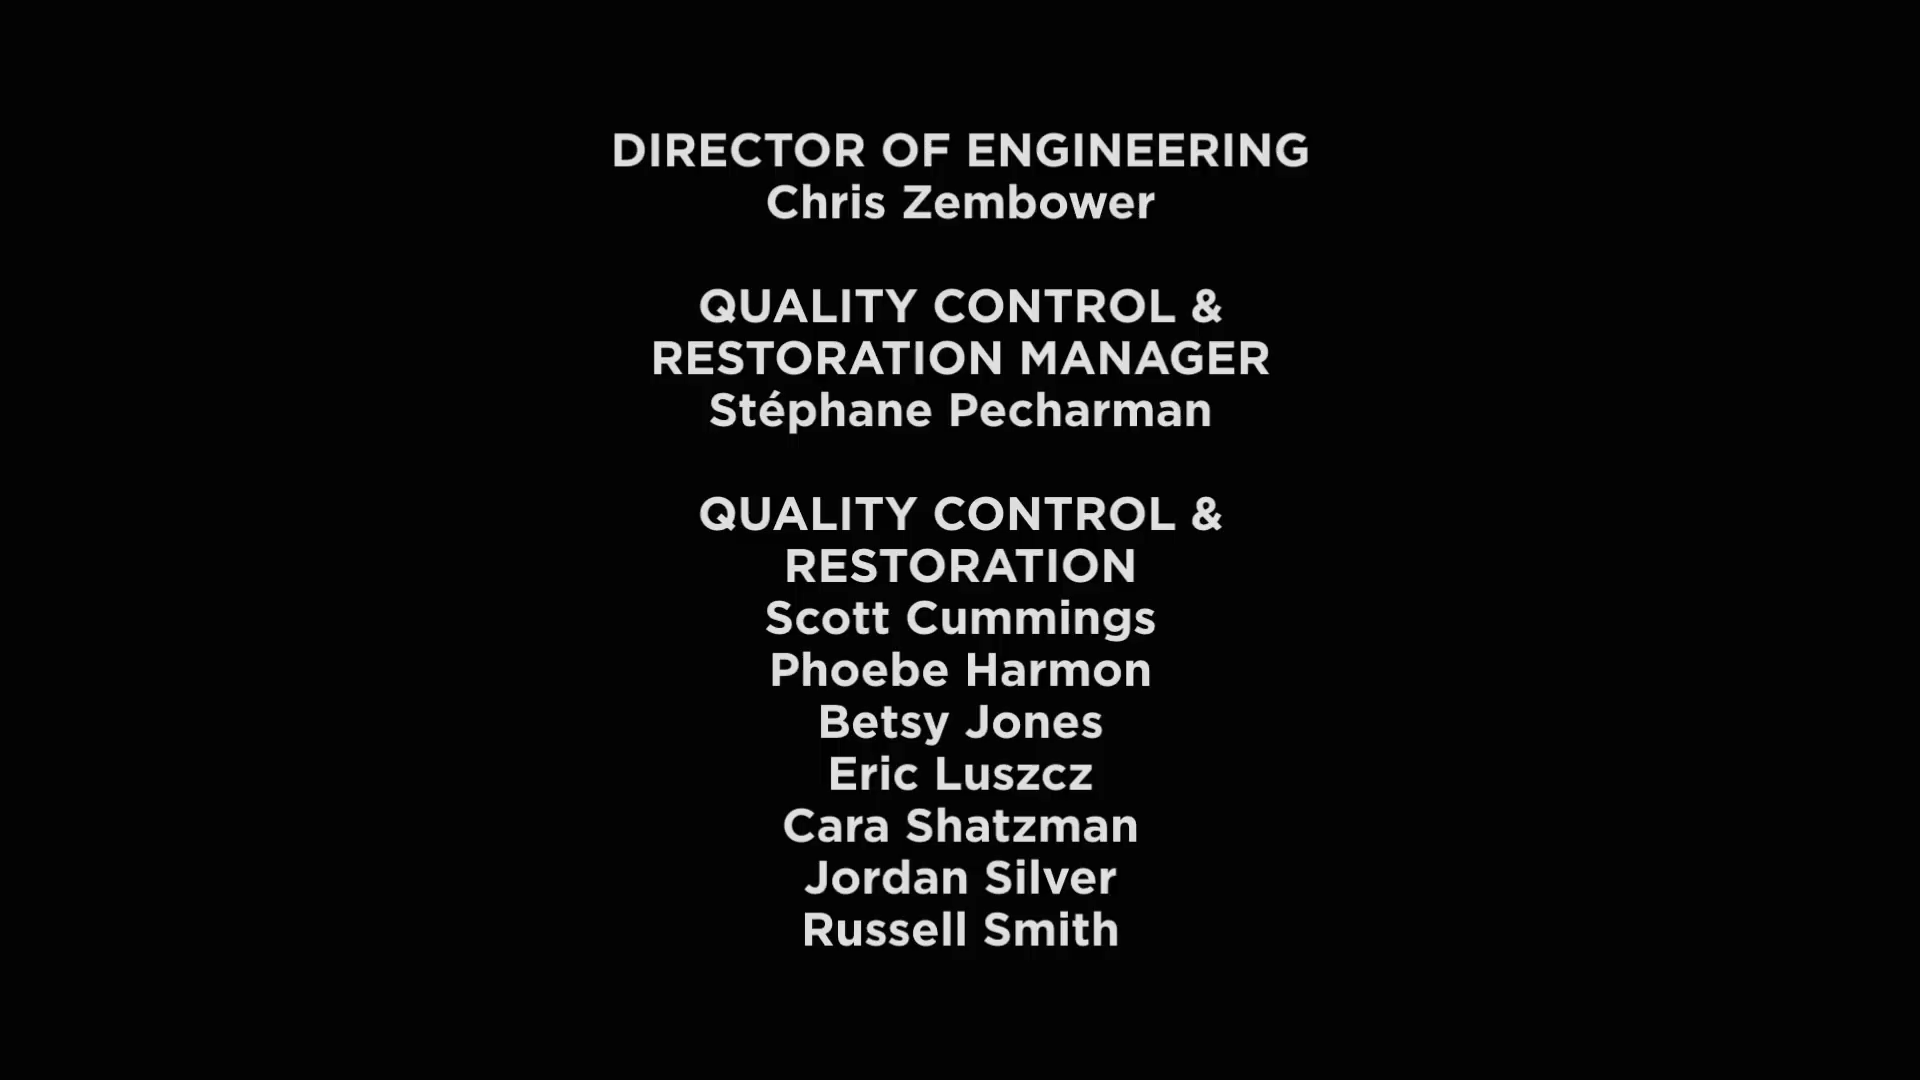 DIRECTOR OF ENGINEERING
Chris Zembower
QUALITY CONTROL &
RESTORATION MANAGER
Stéphane Pecharman
QUALITY CONTROL &
RESTORATION
Scott Cummings
Phoebe Harmon
Betsy Jones
Eric Luszcz
Cara Shatzman
Jordan Silver
Russell Smith